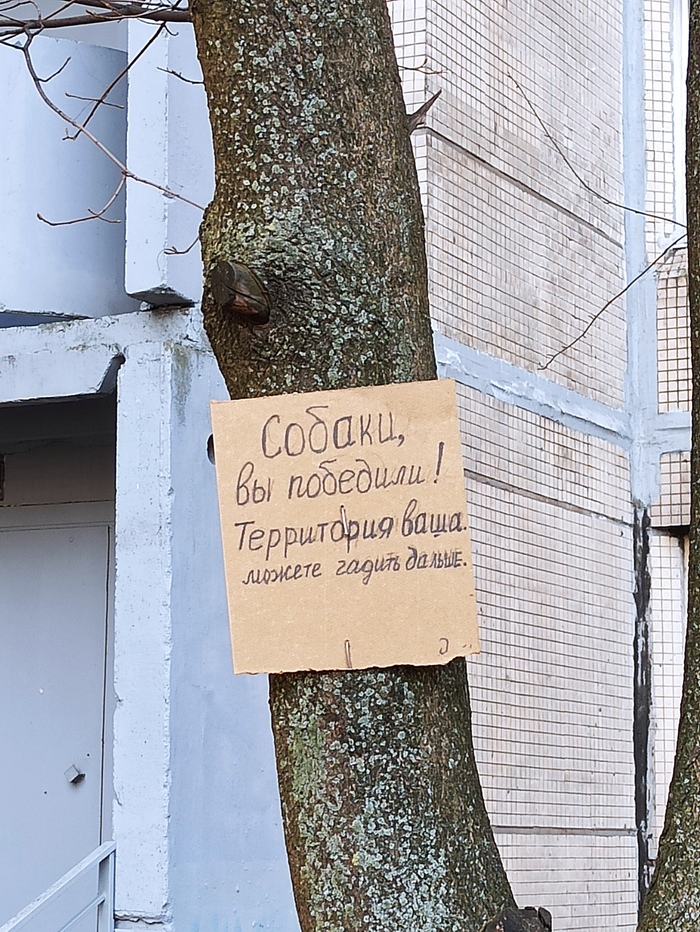 Собаки,
вы победили!
Территория ваша.
можете гадить дальше.